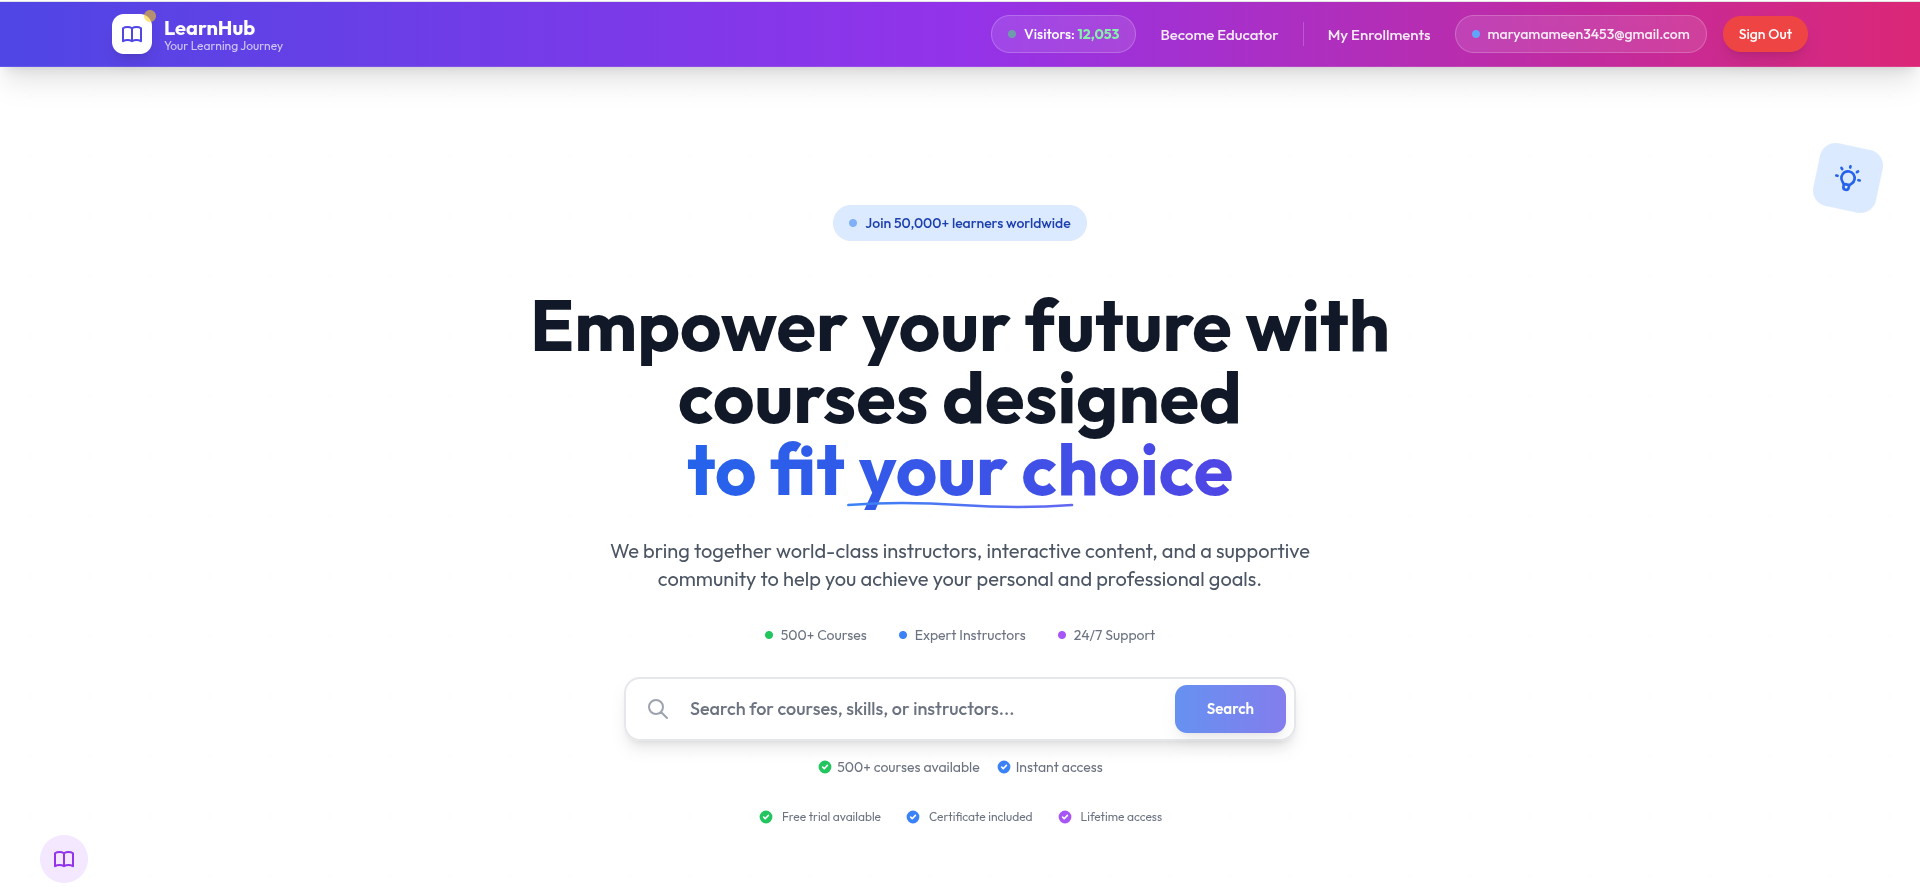 LearnHub
Your Learning Journey
Visitors: 12,053
Become Educator
My Enrollments
maryamameen3453@gmail.com
Sign Out
Join 50,000+ learners worldwide
Empower your future with
courses designed
to fit your choice
We bring together world-class instructors, interactive content, and a supportive
community to help you achieve your personal and professional goals.
500+ Courses
Expert Instructors
24/7 Support
Search for courses, skills, or instructors...
Search
500+ courses available
Instant access
Free trial available
Certificate included
Lifetime access